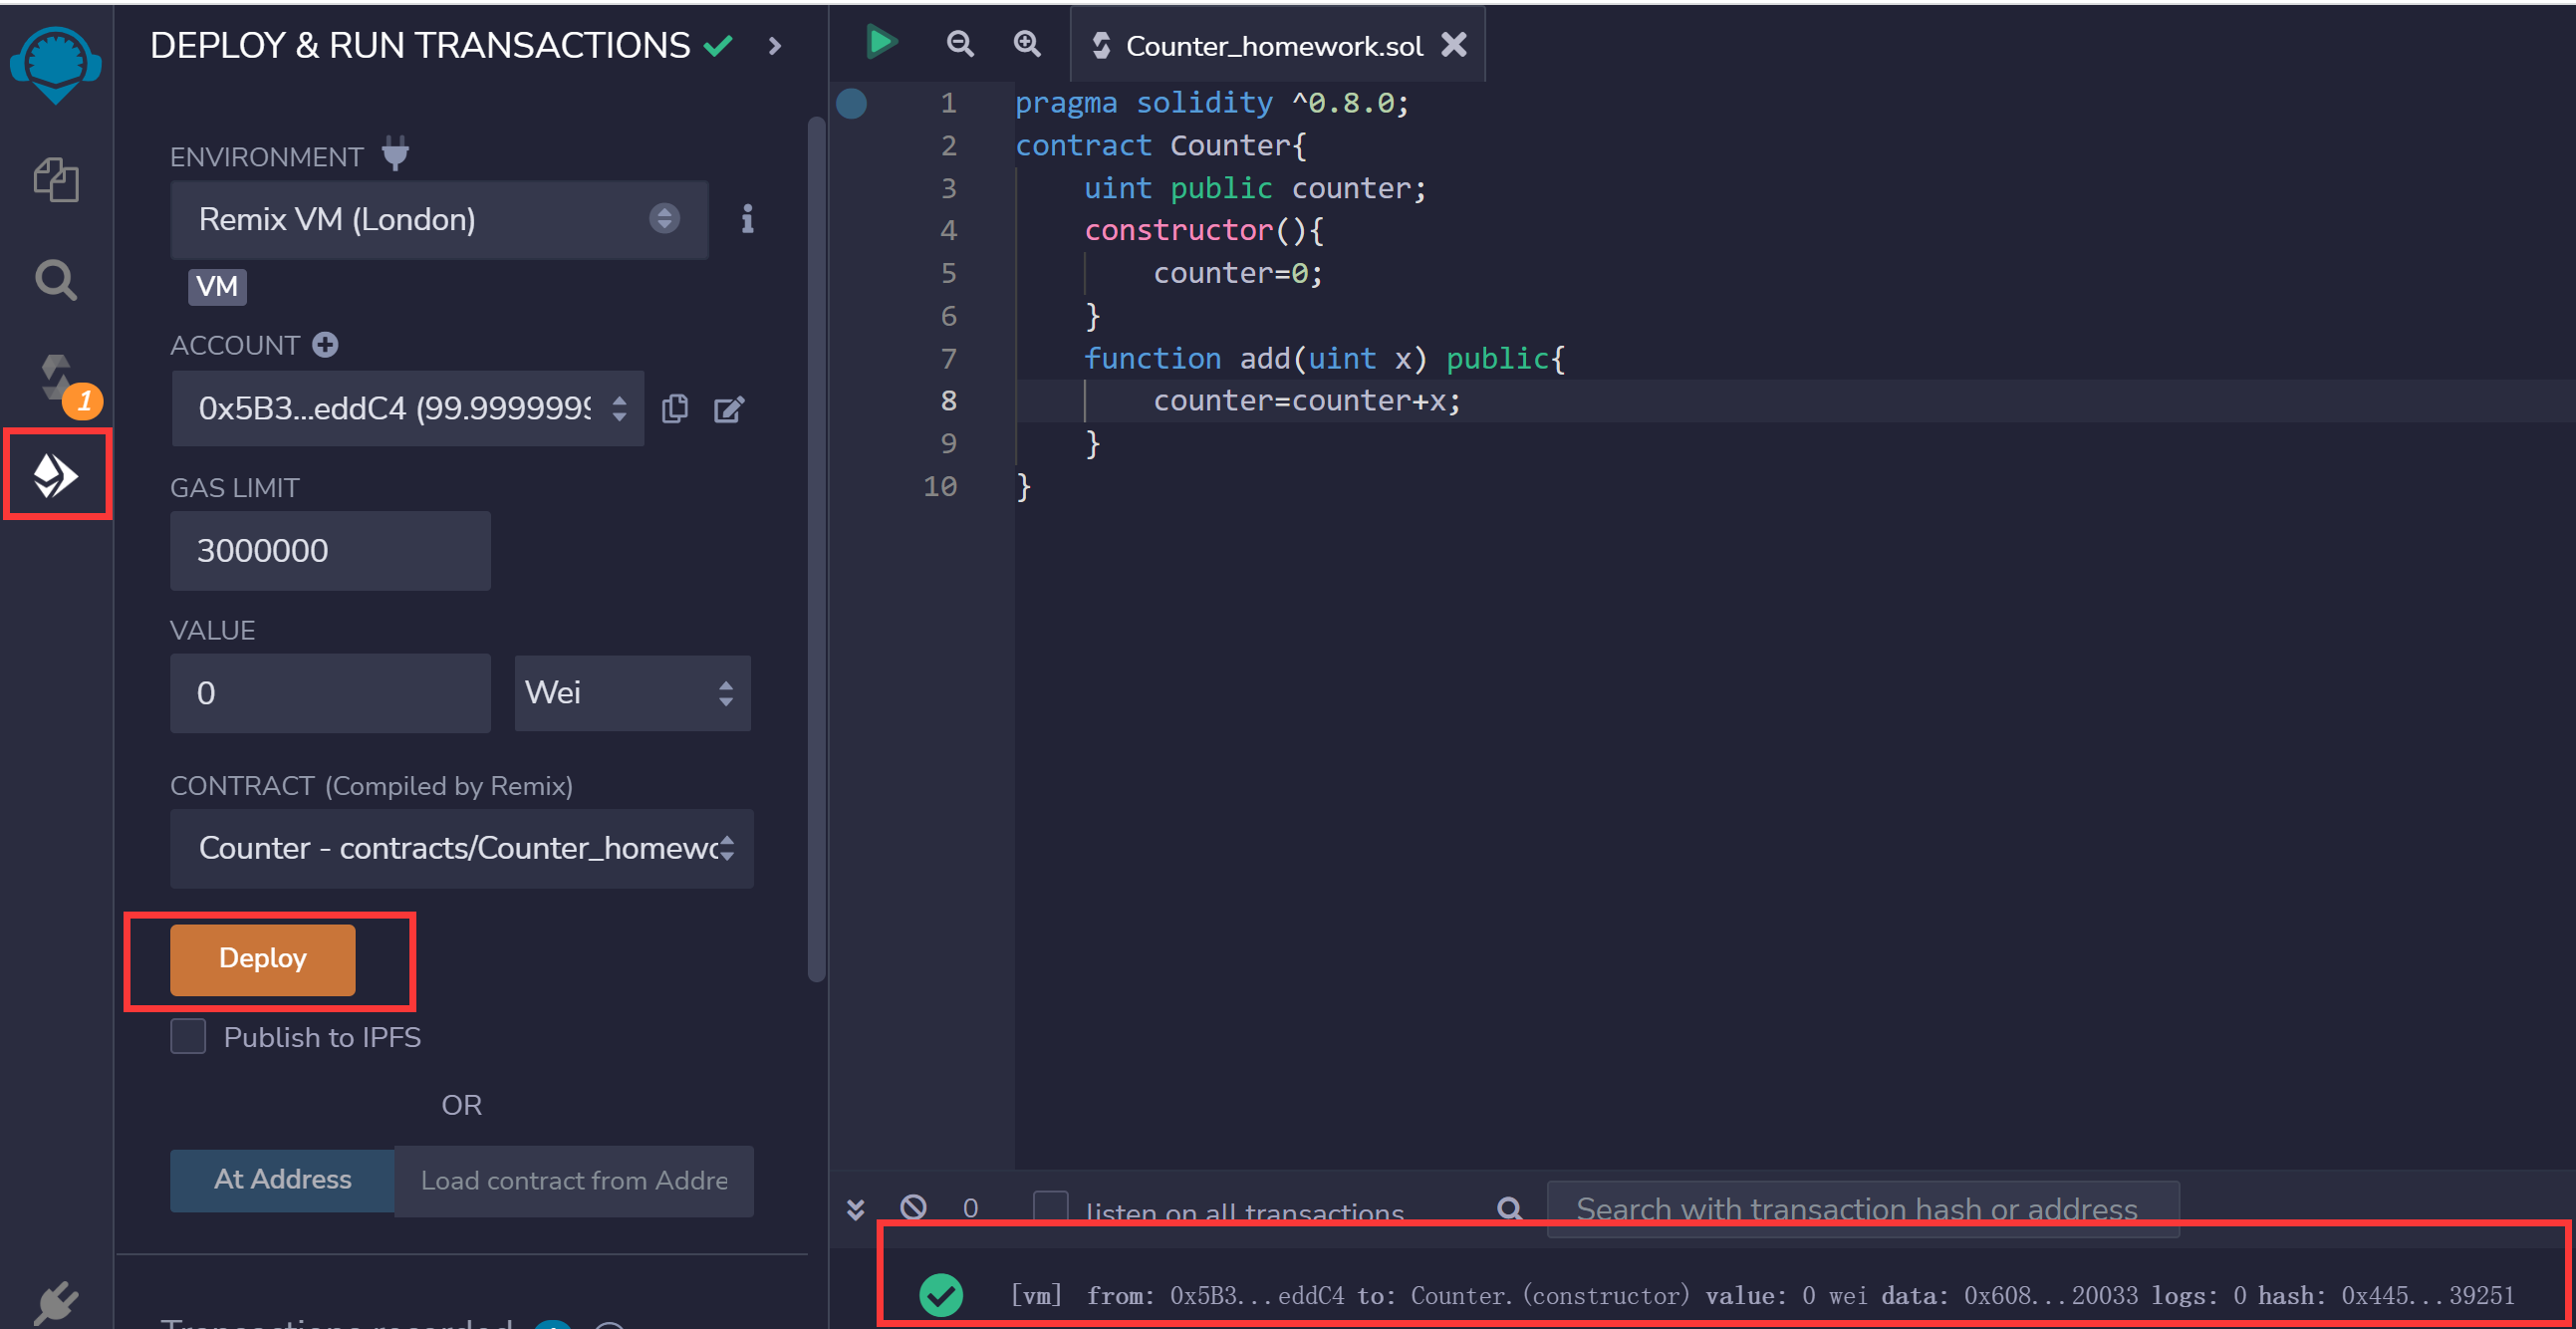 DEPLOY & RUN TRANSACTIONS
ENVIRONMENT
Remix VM (London)
VM
ACCOUNT
0x5B3...eddC4 (99.9999999
GAS LIMIT
3000000
VALUE
0
Wei
CONTRACT (Compiled by Remix)
Counter - contracts/Counter_homewo
Deploy
Publish to IPFS
OR
At Address
Load contract from Addre
Transactions recorded
1
Counter_homework.sol
1 pragma solidity ^0.8.0;
2 contract Counter{
3 uint public counter;
4 constructor(){
5 counter=0;
6 }
7 function add(uint x) public{
8 counter=counter+x;
9 }
10 }
0
listen on all transactions
Search with transaction hash or address
[vm] from: 0x5B3...eddC4 to: Counter.(constructor) value: 0 wei data: 0x608...20033 logs: 0 hash: 0x445...39251